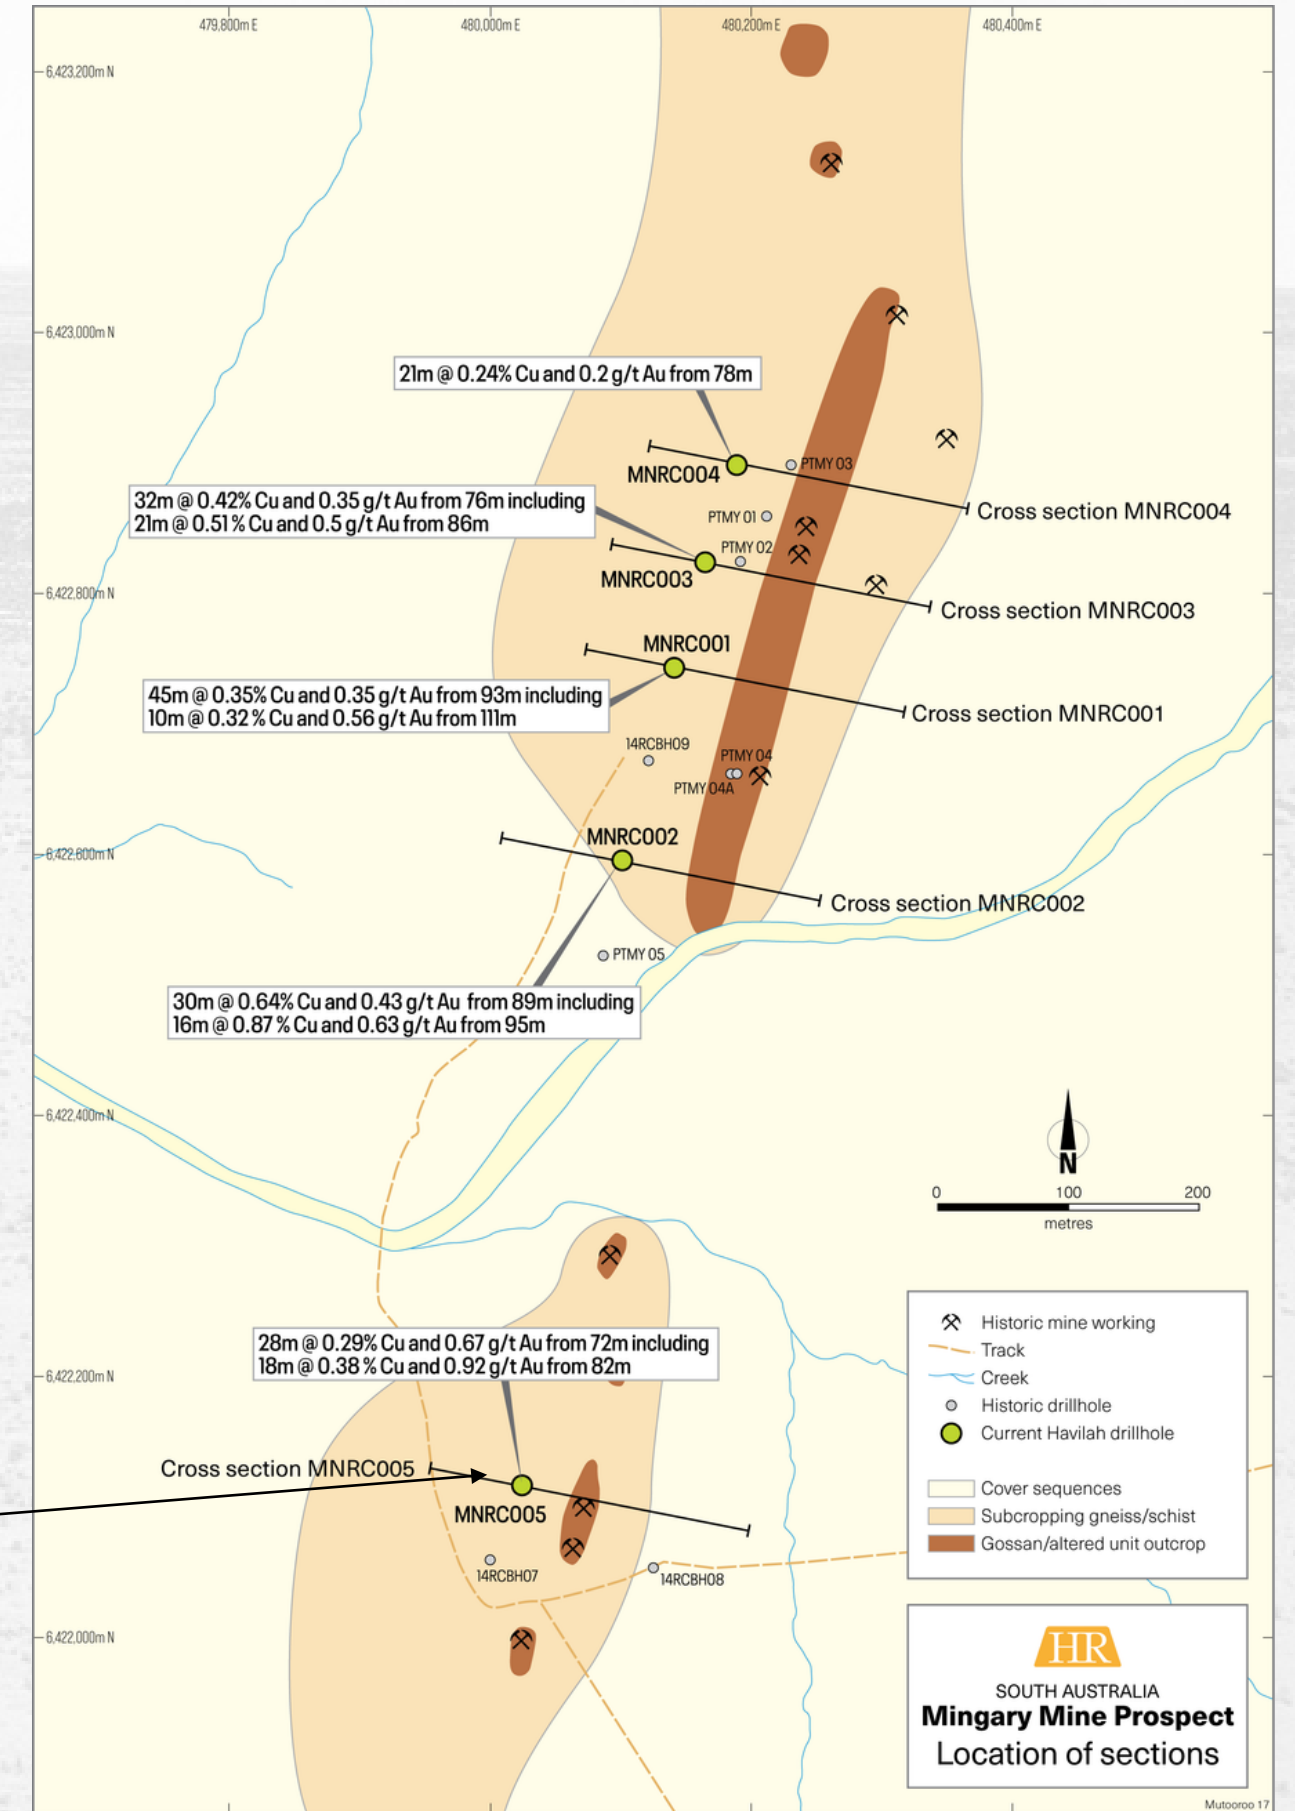 479,800m E
480,000m E
480,200m E
480,400m E
6,423,200m N
6,423,000m N
21m @ 0.24% Cu and 0.2 g/t Au from 78m
MNRC004
PTMY 03
Cross section MNRC004
32m @ 0.42% Cu and 0.35 g/t Au from 76m including
21m @ 0.51 % Cu and 0.5 g/t Au from 86m
PTMY 01
PTMY 02
MNRC003
6,422,800m N
Cross section MNRC003
MNRC001
45m @ 0.35% Cu and 0.35 g/t Au from 93m including
10m @ 0.32 % Cu and 0.56 g/t Au from 111m
Cross section MNRC001
14RCBH09
PTMY 04
PTMY 04A
MNRC002
6,422,600m N
Cross section MNRC002
PTMY 05
30m @ 0.64% Cu and 0.43 g/t Au from 89m including
16m @ 0.87 % Cu and 0.63 g/t Au from 95m
6,422,400m N
N
0 100 200
metres
28m @ 0.29% Cu and 0.67 g/t Au from 72m including
18m @ 0.38 % Cu and 0.92 g/t Au from 82m
6,422,200m N
Cross section MNRC005
MNRC005
14RCBH07
14RCBH08
6,422,000m N
Historic mine working
Track
Creek
Historic drillhole
Current Havilah drillhole
Cover sequences
Subcropping gneiss/schist
Gossan/altered unit outcrop
HR
SOUTH AUSTRALIA
Mingary Mine Prospect
Location of sections
Mutooroo 17